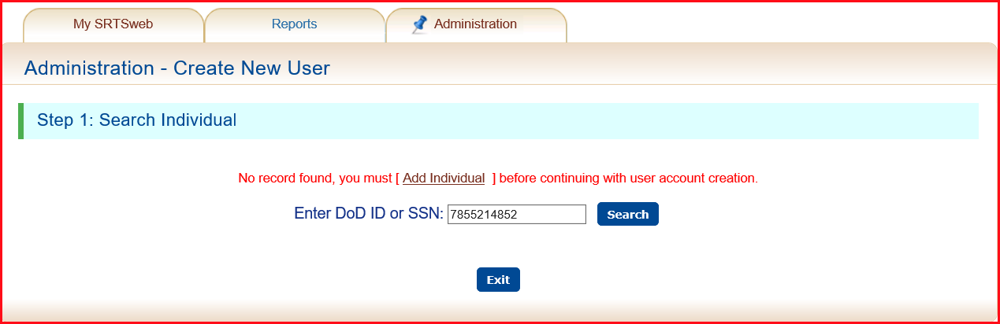 My SRTSweb
Reports
Administration
Administration - Create New User
Step 1: Search Individual
No record found, you must [ Add Individual ] before continuing with user account creation.
Enter DoD ID or SSN: 7855214852 Search
Exit